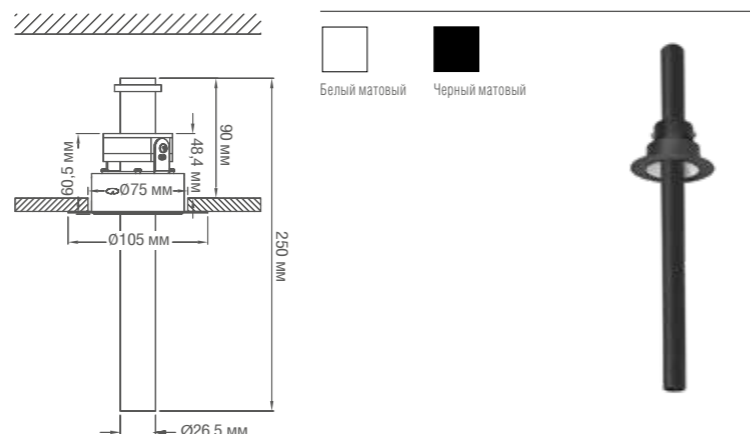 Белый матовый
Черный матовый
90 мм
48,4 мм
60,5 мм
Ø75 мм
Ø105 мм
250 мм
Ø26,5 мм